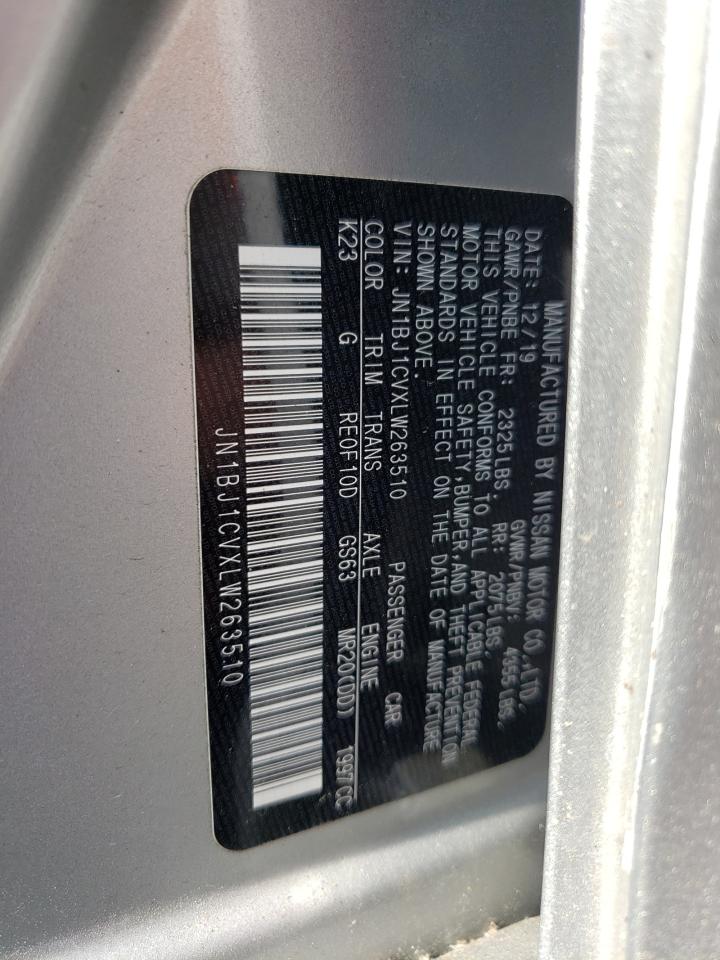 MANUFACTURED BY NISSAN MOTOR CO.,LTD.
DATE: 12/19 GVWR/PNBV: 4355 LBS,
GAWR/PNBE FR: 2325LBS, RR: 2075LBS
THIS VEHICLE CONFORMS TO ALL APPLICABLE FEDERAL
MOTOR VEHICLE SAFETY,BUMPER,AND THEFT PREVENTION
STANDARDS IN EFFECT ON THE DATE OF MANUFACTURE
SHOWN ABOVE.
VIN: JN1BJ1CVXLW263510 PASSENGER CAR
COLOR TRIM TRANS AXLE ENGINE
K23 G RE0F10D GS63 MR20(DD) 1997CC
JN1BJ1CVXLW263510